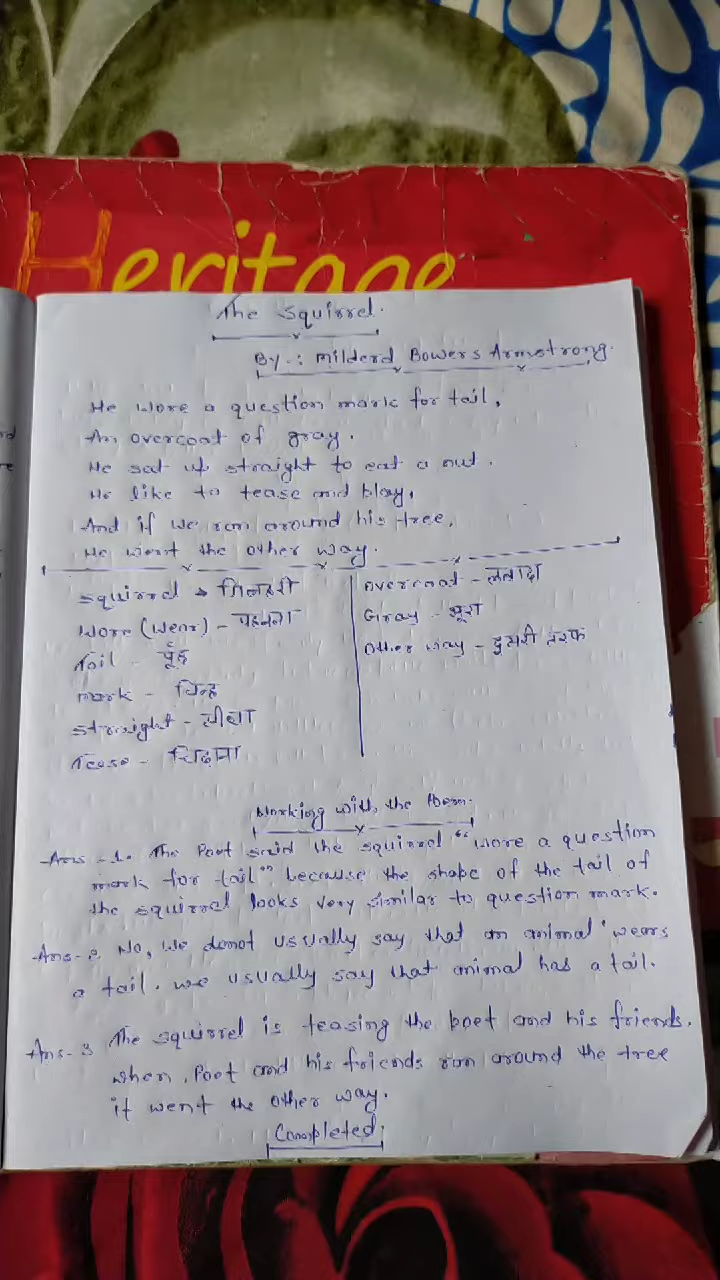 Heritage
The Squirrel.
By-: Milderd Bowers Armstrong.
He wore a question mark for tail,
An overcoat of gray.
He sat up straight to eat a nut.
He like to tease and play,
And if we ran around his tree,
He went the other way.
Squirrel → गिलहरी
Wore (wear) - पहनना
Tail - पूँछ
mark - चिन्ह
straight - सीधा
Tease - चिढ़ाना
overcoat - लबादा
Gray - भूरा
Other way - दुसरी तरफ
Working with the Poem.
Ans-1. The Poet said the squirrel "wore a question
mark for tail" because the shape of the tail of
the squirrel looks very similar to question mark.
Ans-2 No, we donot usually say that an animal wears
a tail. we usually say that animal has a tail.
Ans-3 The squirrel is teasing the poet and his friends.
when Poet and his friends ran around the tree
it went the other way.
Completed.